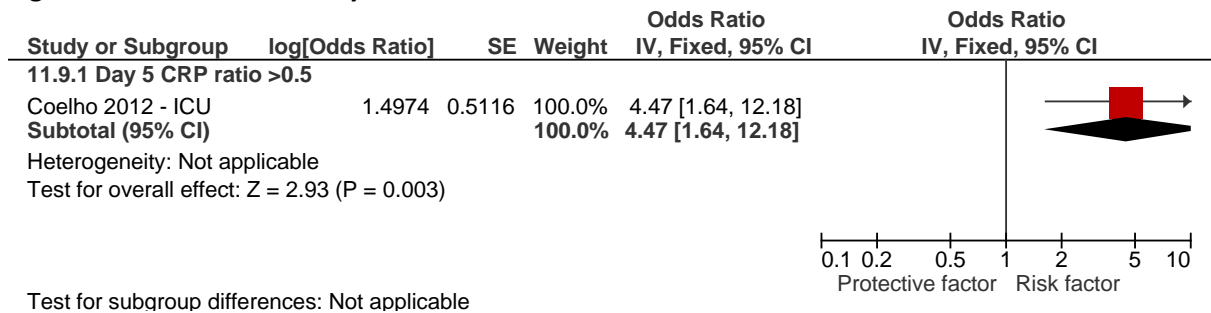 Odds Ratio Odds Ratio
Study or Subgroup log[Odds Ratio] SE Weight IV, Fixed, 95% CI IV, Fixed, 95% CI
11.9.1 Day 5 CRP ratio >0.5
Coelho 2012 - ICU 1.4974 0.5116 100.0% 4.47 [1.64, 12.18]
Subtotal (95% CI) 100.0% 4.47 [1.64, 12.18]
Heterogeneity: Not applicable
Test for overall effect: Z = 2.93 (P = 0.003)
0.1 0.2 0.5 1 2 5 10
Protective factor Risk factor
Test for subgroup differences: Not applicable